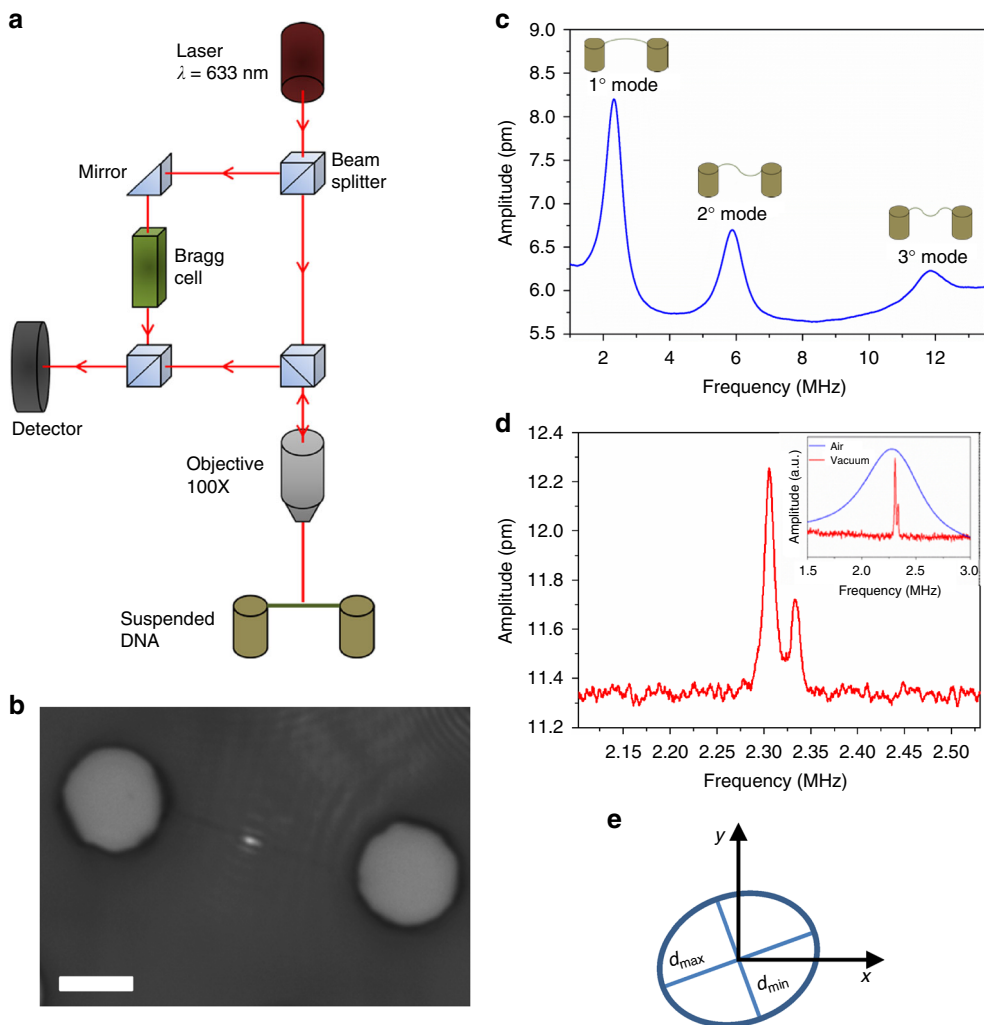 a
Laser
λ = 633 nm
Mirror
Beam
splitter
Bragg
cell
Detector
Objective
100X
Suspended
DNA
b
c
9.0
8.5
8.0
7.5
7.0
6.5
6.0
5.5
Amplitude (pm)
1° mode
2° mode
3° mode
2 4 6 8 10 12
Frequency (MHz)
d
12.4
12.2
12.0
11.8
11.6
11.4
11.2
Amplitude (pm)
2.15 2.20 2.25 2.30 2.35 2.40 2.45 2.50
Frequency (MHz)
Air
Vacuum
Amplitude (a.u.)
1.5 2.0 2.5 3.0
Frequency (MHz)
e
y
x
dmax
dmin